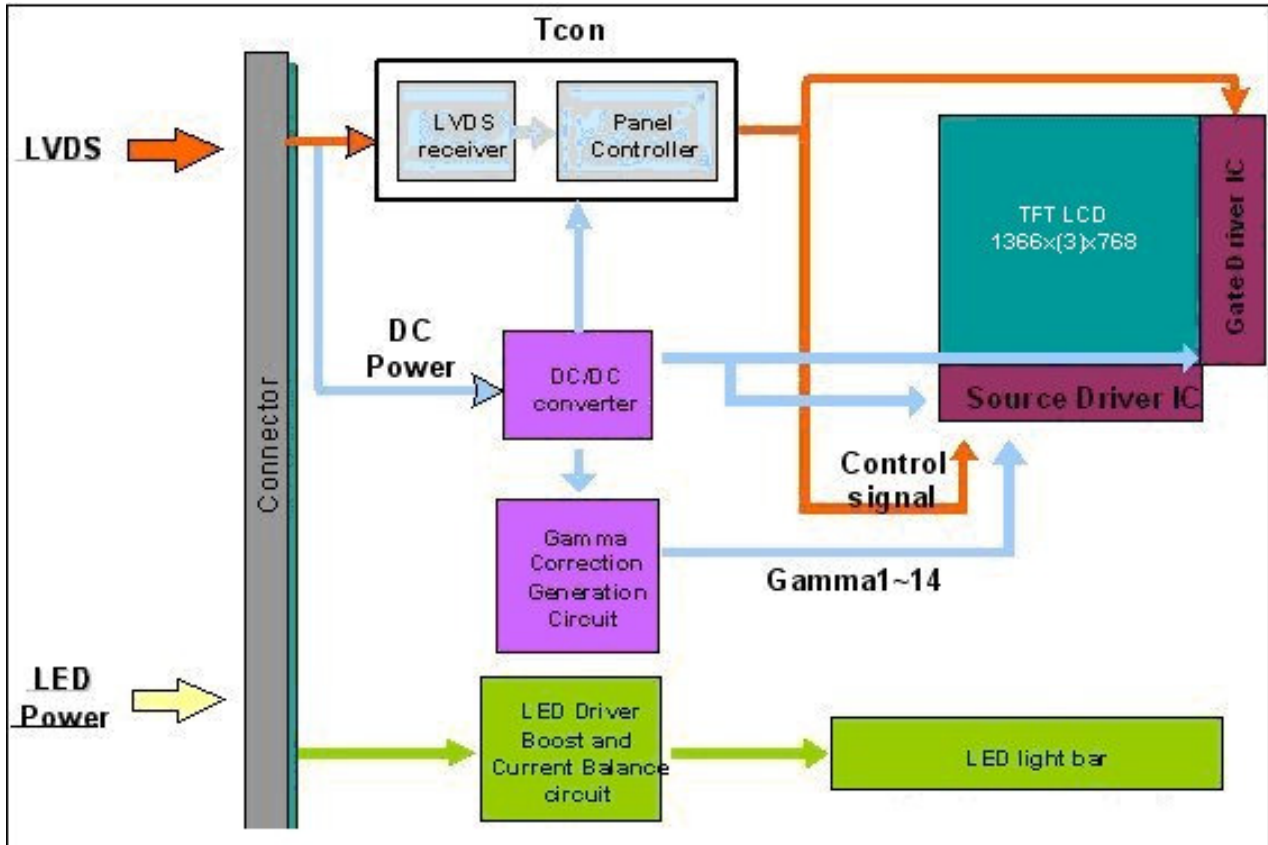 Tcon
LVDS
LVDS
receiver
Panel
Controller
TFT LCD
1366x(3)x768
Gate Driver IC
DC
Power
DC/DC
converter
Source Driver IC
Connector
Control
signal
Gamma
Correction
Generation
Circuit
Gamma1~14
LED
Power
LED Driver
Boost and
Current Balance
circuit
LED light bar